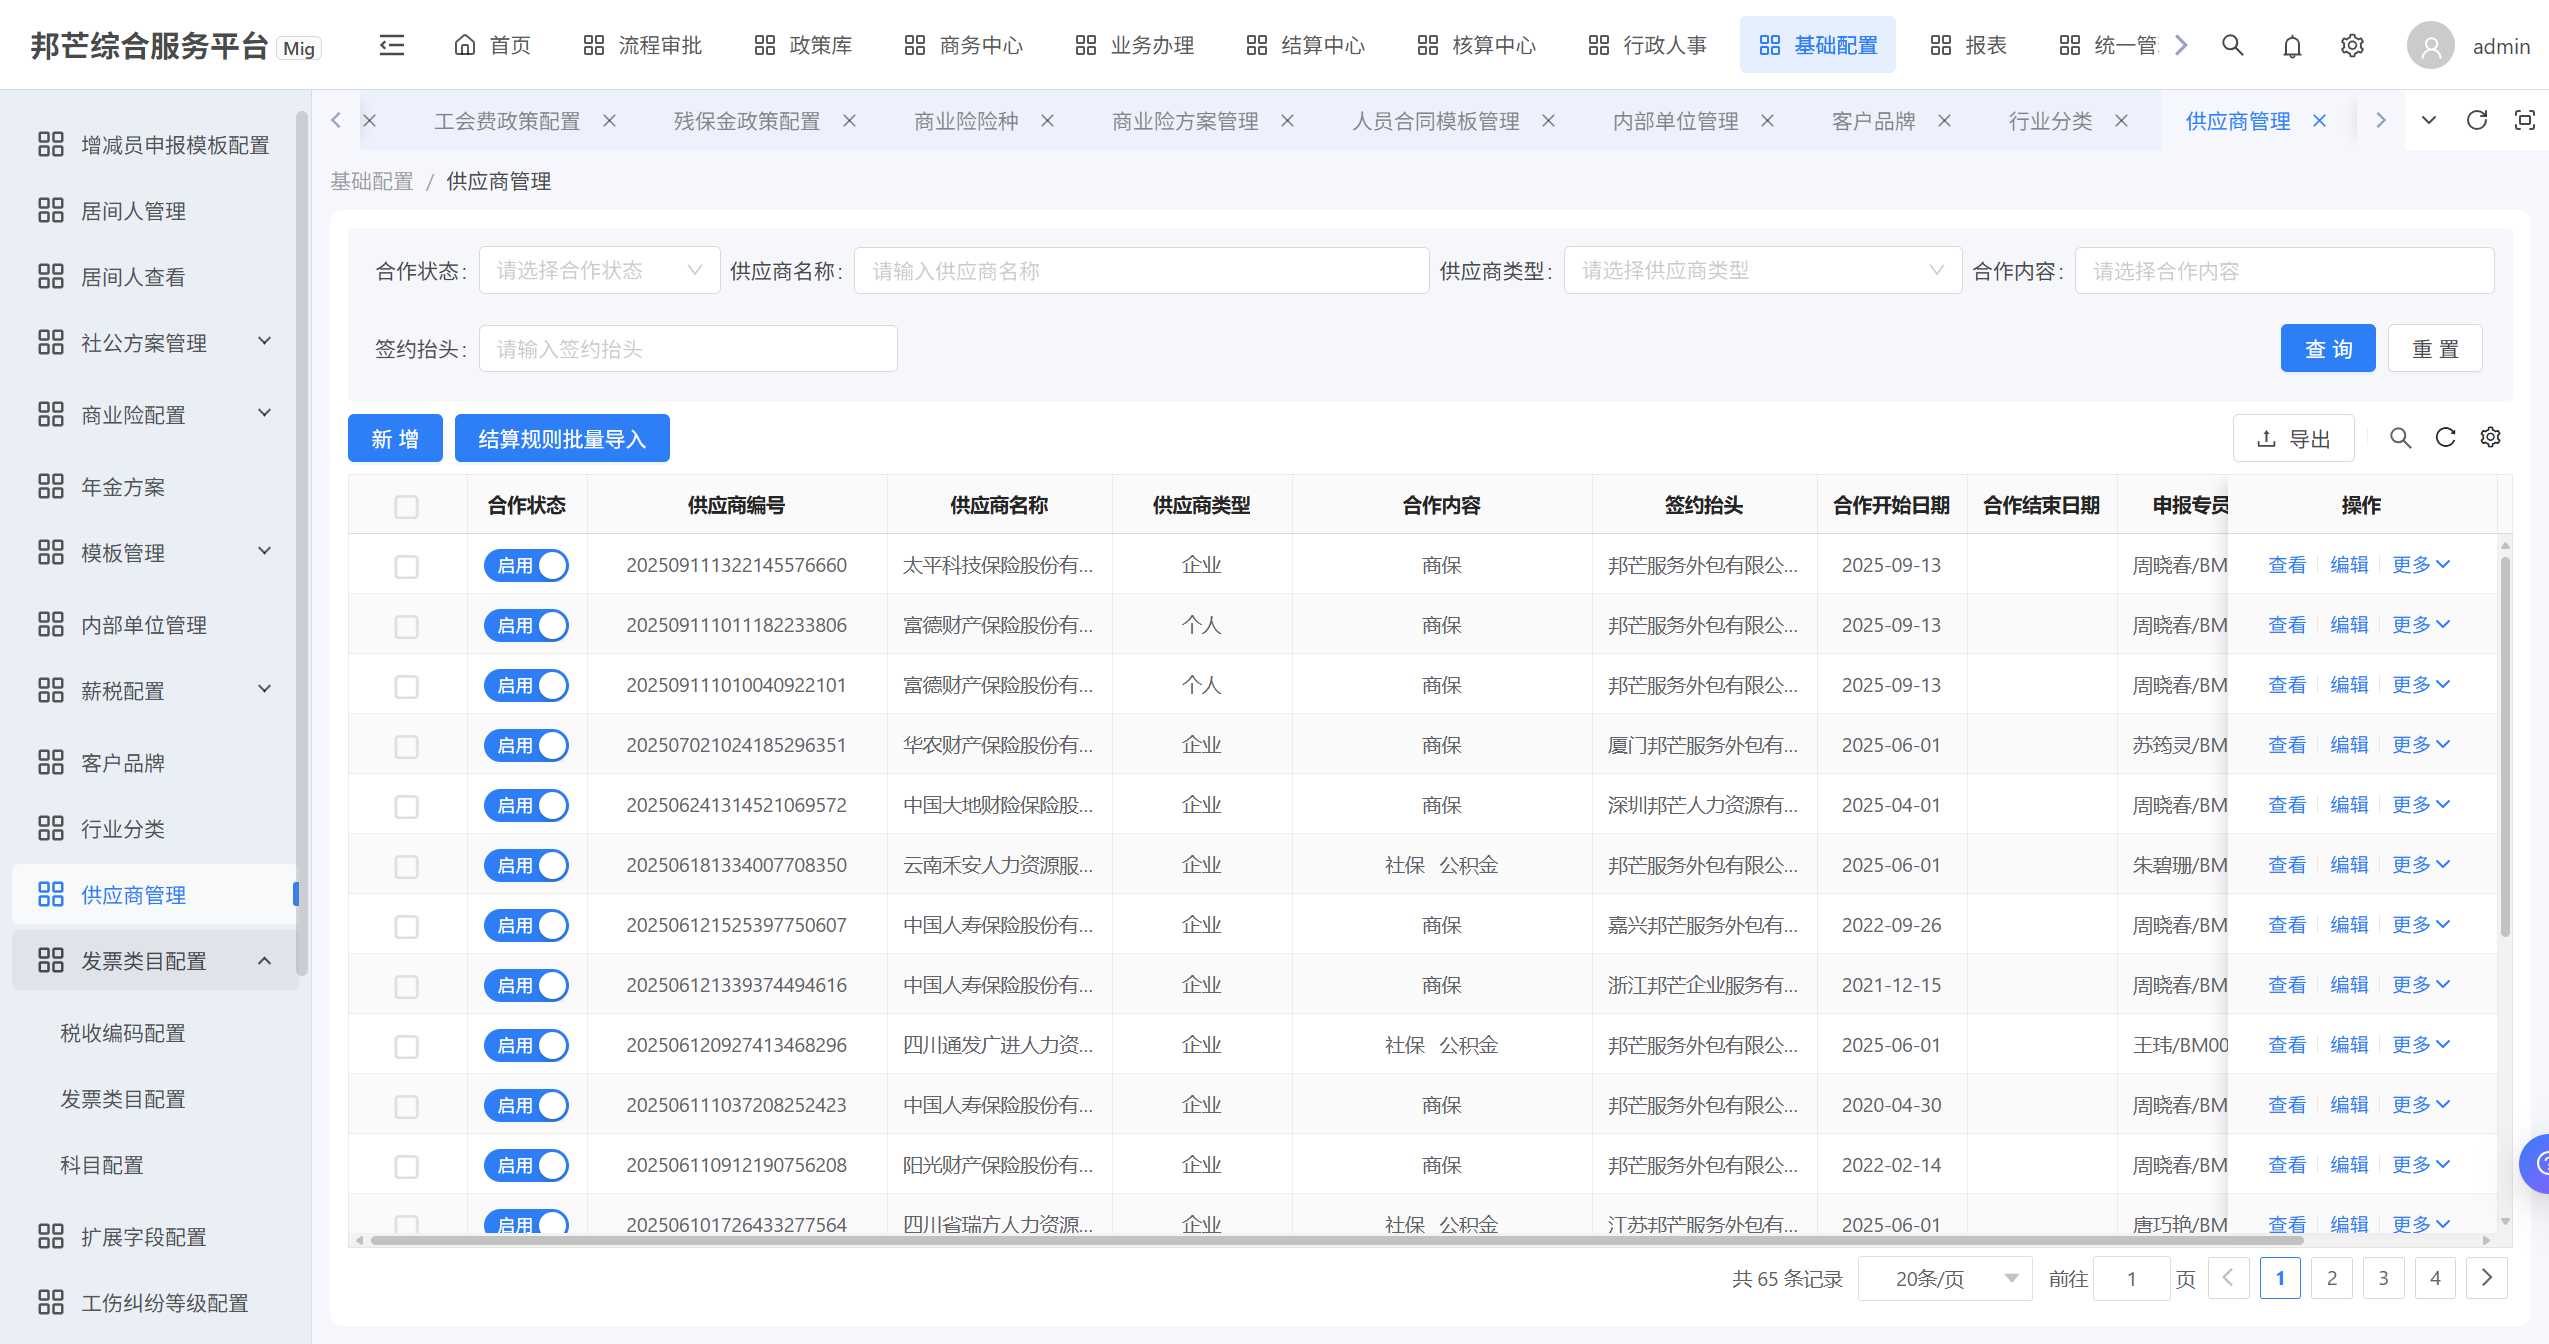 邦芒综合服务平台 Mig 首页 流程审批 政策库 商务中心 业务办理 结算中心 核算中心 行政人事 基础配置 报表 统一管 admin
工会费政策配置 残保金政策配置 商业险险种 商业险方案管理 人员合同模板管理 内部单位管理 客户品牌 行业分类 供应商管理
基础配置 / 供应商管理
增减员申报模板配置
居间人管理
居间人查看
社公方案管理
商业险配置
年金方案
模板管理
内部单位管理
薪税配置
客户品牌
行业分类
供应商管理
发票类目配置
税收编码配置
发票类目配置
科目配置
扩展字段配置
工伤纠纷等级配置
合作状态: 请选择合作状态 供应商名称: 请输入供应商名称 供应商类型: 请选择供应商类型 合作内容: 请选择合作内容
签约抬头: 请输入签约抬头 查 询 重 置
新 增 结算规则批量导入 导出
合作状态 供应商编号 供应商名称 供应商类型 合作内容 签约抬头 合作开始日期 合作结束日期 申报专员 操作
启用 202509111322145576660 太平科技保险股份有... 企业 商保 邦芒服务外包有限公... 2025-09-13 周晓春/BM 查看 编辑 更多
启用 202509111011182233806 富德财产保险股份有... 个人 商保 邦芒服务外包有限公... 2025-09-13 周晓春/BM 查看 编辑 更多
启用 202509111010040922101 富德财产保险股份有... 个人 商保 邦芒服务外包有限公... 2025-09-13 周晓春/BM 查看 编辑 更多
启用 202507021024185296351 华农财产保险股份有... 企业 商保 厦门邦芒服务外包有... 2025-06-01 苏筠灵/BM 查看 编辑 更多
启用 202506241314521069572 中国大地财险保险股... 企业 商保 深圳邦芒人力资源有... 2025-04-01 周晓春/BM 查看 编辑 更多
启用 202506181334007708350 云南禾安人力资源服... 企业 社保 公积金 邦芒服务外包有限公... 2025-06-01 朱碧珊/BM 查看 编辑 更多
启用 202506121525397750607 中国人寿保险股份有... 企业 商保 嘉兴邦芒服务外包有... 2022-09-26 周晓春/BM 查看 编辑 更多
启用 202506121339374494616 中国人寿保险股份有... 企业 商保 浙江邦芒企业服务有... 2021-12-15 周晓春/BM 查看 编辑 更多
启用 202506120927413468296 四川通发广进人力资... 企业 社保 公积金 邦芒服务外包有限公... 2025-06-01 王玮/BM00 查看 编辑 更多
启用 202506111037208252423 中国人寿保险股份有... 企业 商保 邦芒服务外包有限公... 2020-04-30 周晓春/BM 查看 编辑 更多
启用 202506110912190756208 阳光财产保险股份有... 企业 商保 邦芒服务外包有限公... 2022-02-14 周晓春/BM 查看 编辑 更多
启用 202506101726433277564 四川省瑞方人力资源... 企业 社保 公积金 江苏邦芒服务外包有... 2025-06-01 唐巧艳/BM 查看 编辑 更多
共 65 条记录 20条/页 前往 1 页 1 2 3 4